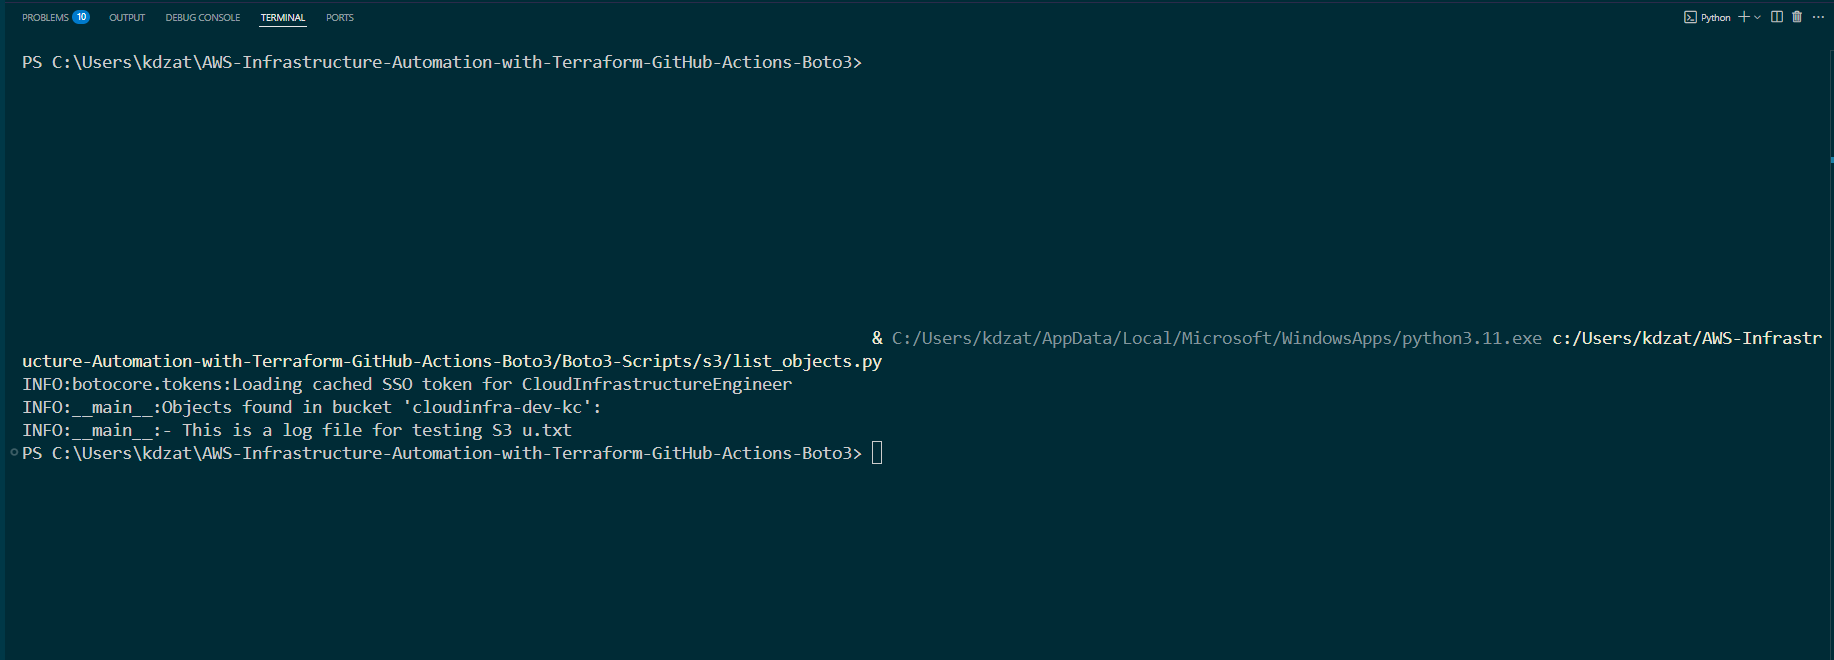 PROBLEMS 10 OUTPUT DEBUG CONSOLE TERMINAL PORTS Python
PS C:\Users\kdzat\AWS-Infrastructure-Automation-with-Terraform-GitHub-Actions-Boto3>
& C:/Users/kdzat/AppData/Local/Microsoft/WindowsApps/python3.11.exe c:/Users/kdzat/AWS-Infrastr
ucture-Automation-with-Terraform-GitHub-Actions-Boto3/Boto3-Scripts/s3/list_objects.py
INFO:botocore.tokens:Loading cached SSO token for CloudInfrastructureEngineer
INFO:__main__:Objects found in bucket 'cloudinfra-dev-kc':
INFO:__main__:- This is a log file for testing S3 u.txt
PS C:\Users\kdzat\AWS-Infrastructure-Automation-with-Terraform-GitHub-Actions-Boto3>